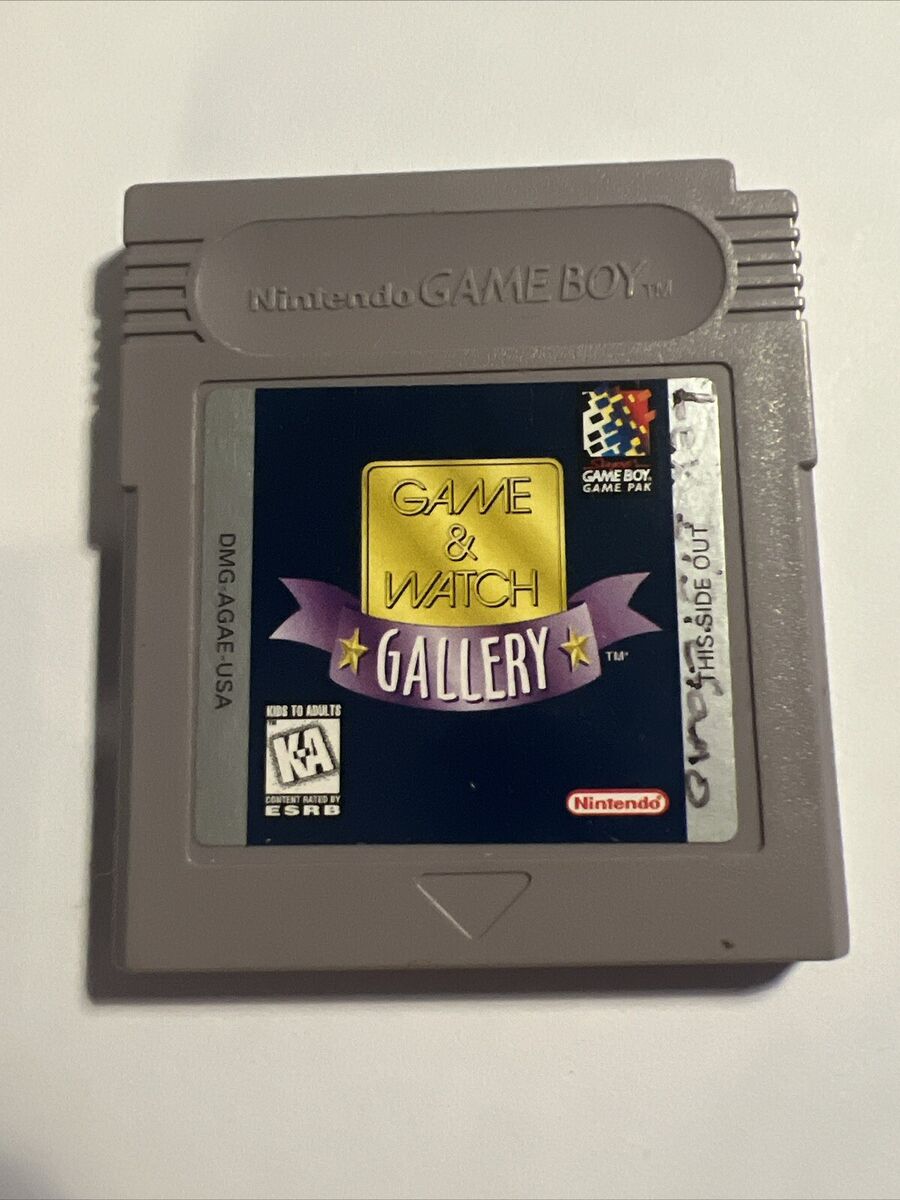 Nintendo GAME BOY™
GAME BOY®
GAME PAK
GAME
&
WATCH
GALLERY
TM*
DMG-AGAE-USA
THIS SIDE OUT
KIDS TO ADULTS
TM
K-A
CONTENT RATED BY
ESRB
Nintendo®